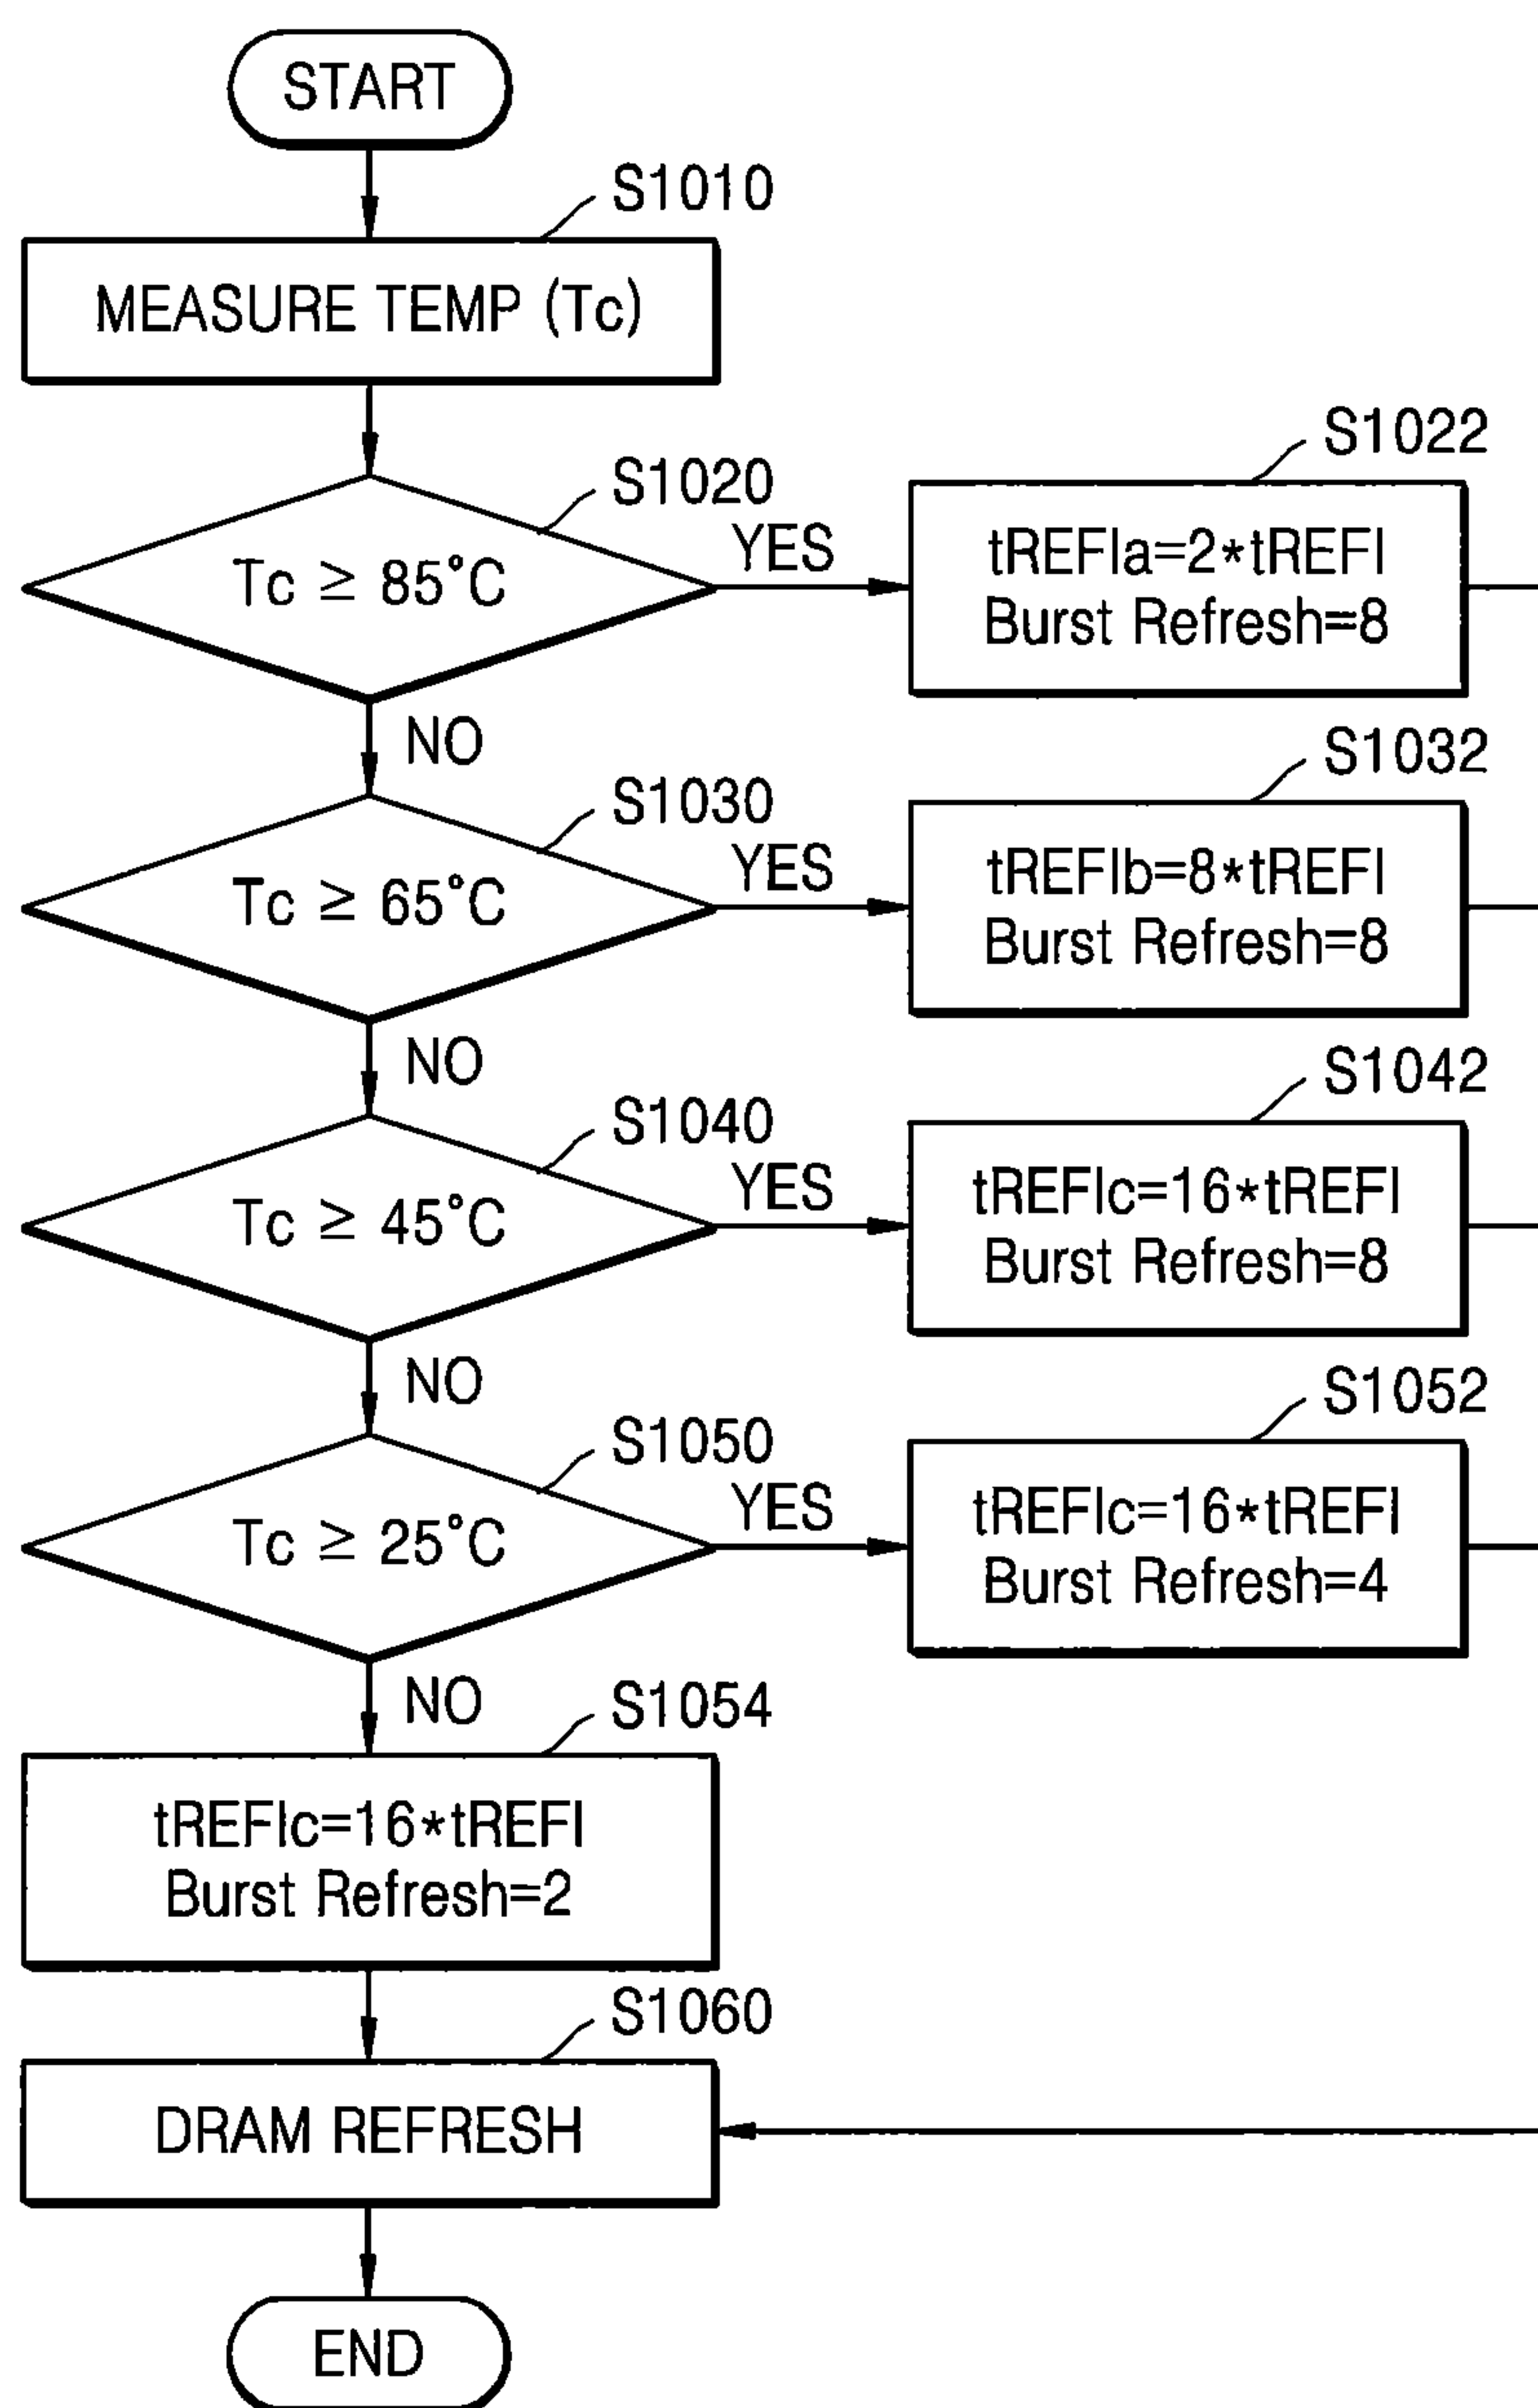 START
S1010
MEASURE TEMP (Tc)
S1020
Tc ≥ 85°C
YES
S1022
tREFIa=2*tREFI
Burst Refresh=8
NO
S1030
Tc ≥ 65°C
YES
S1032
tREFIb=8*tREFI
Burst Refresh=8
NO
S1040
Tc ≥ 45°C
YES
S1042
tREFIc=16*tREFI
Burst Refresh=8
NO
S1050
Tc ≥ 25°C
YES
S1052
tREFIc=16*tREFI
Burst Refresh=4
NO
S1054
tREFIc=16*tREFI
Burst Refresh=2
S1060
DRAM REFRESH
END